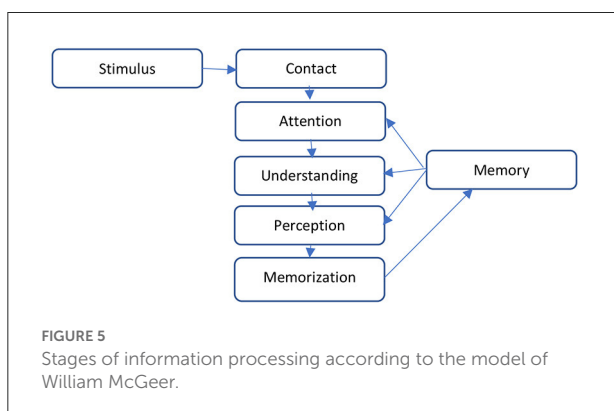 Stimulus
Contact
Attention
Understanding
Memory
Perception
Memorization
FIGURE 5
Stages of information processing according to the model of
William McGeer.